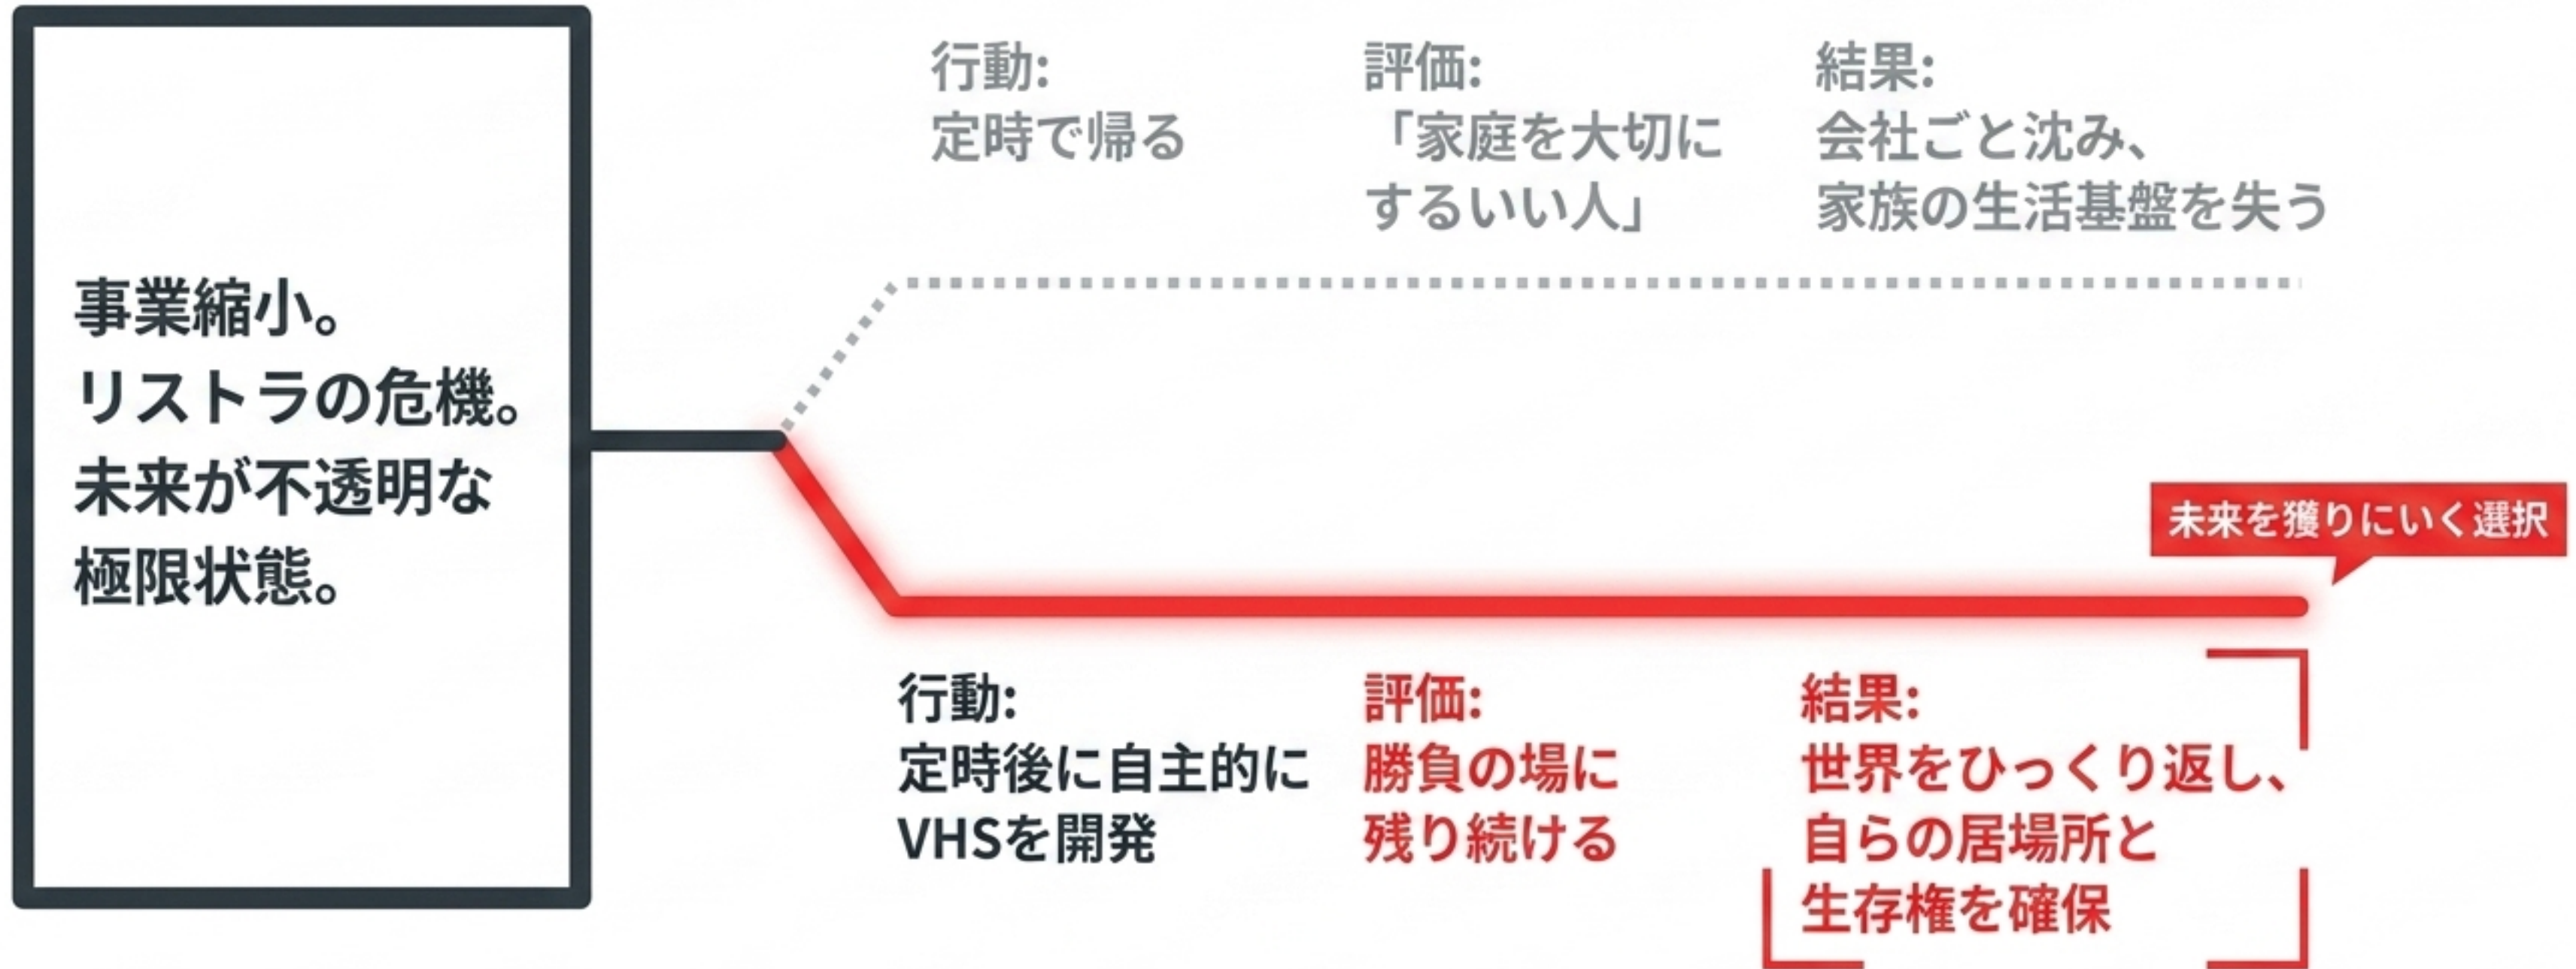 事業縮小。
リストラの危機。
未来が不透明な
極限状態。
行動:
定時で帰る
評価:
「家庭を大切に
するいい人」
結果:
会社ごと沈み、
家族の生活基盤を失う
未来を獲りにいく選択
行動:
定時後に自主的に
VHSを開発
評価:
勝負の場に
残り続ける
結果:
世界をひっくり返し、
自らの居場所と
生存権を確保